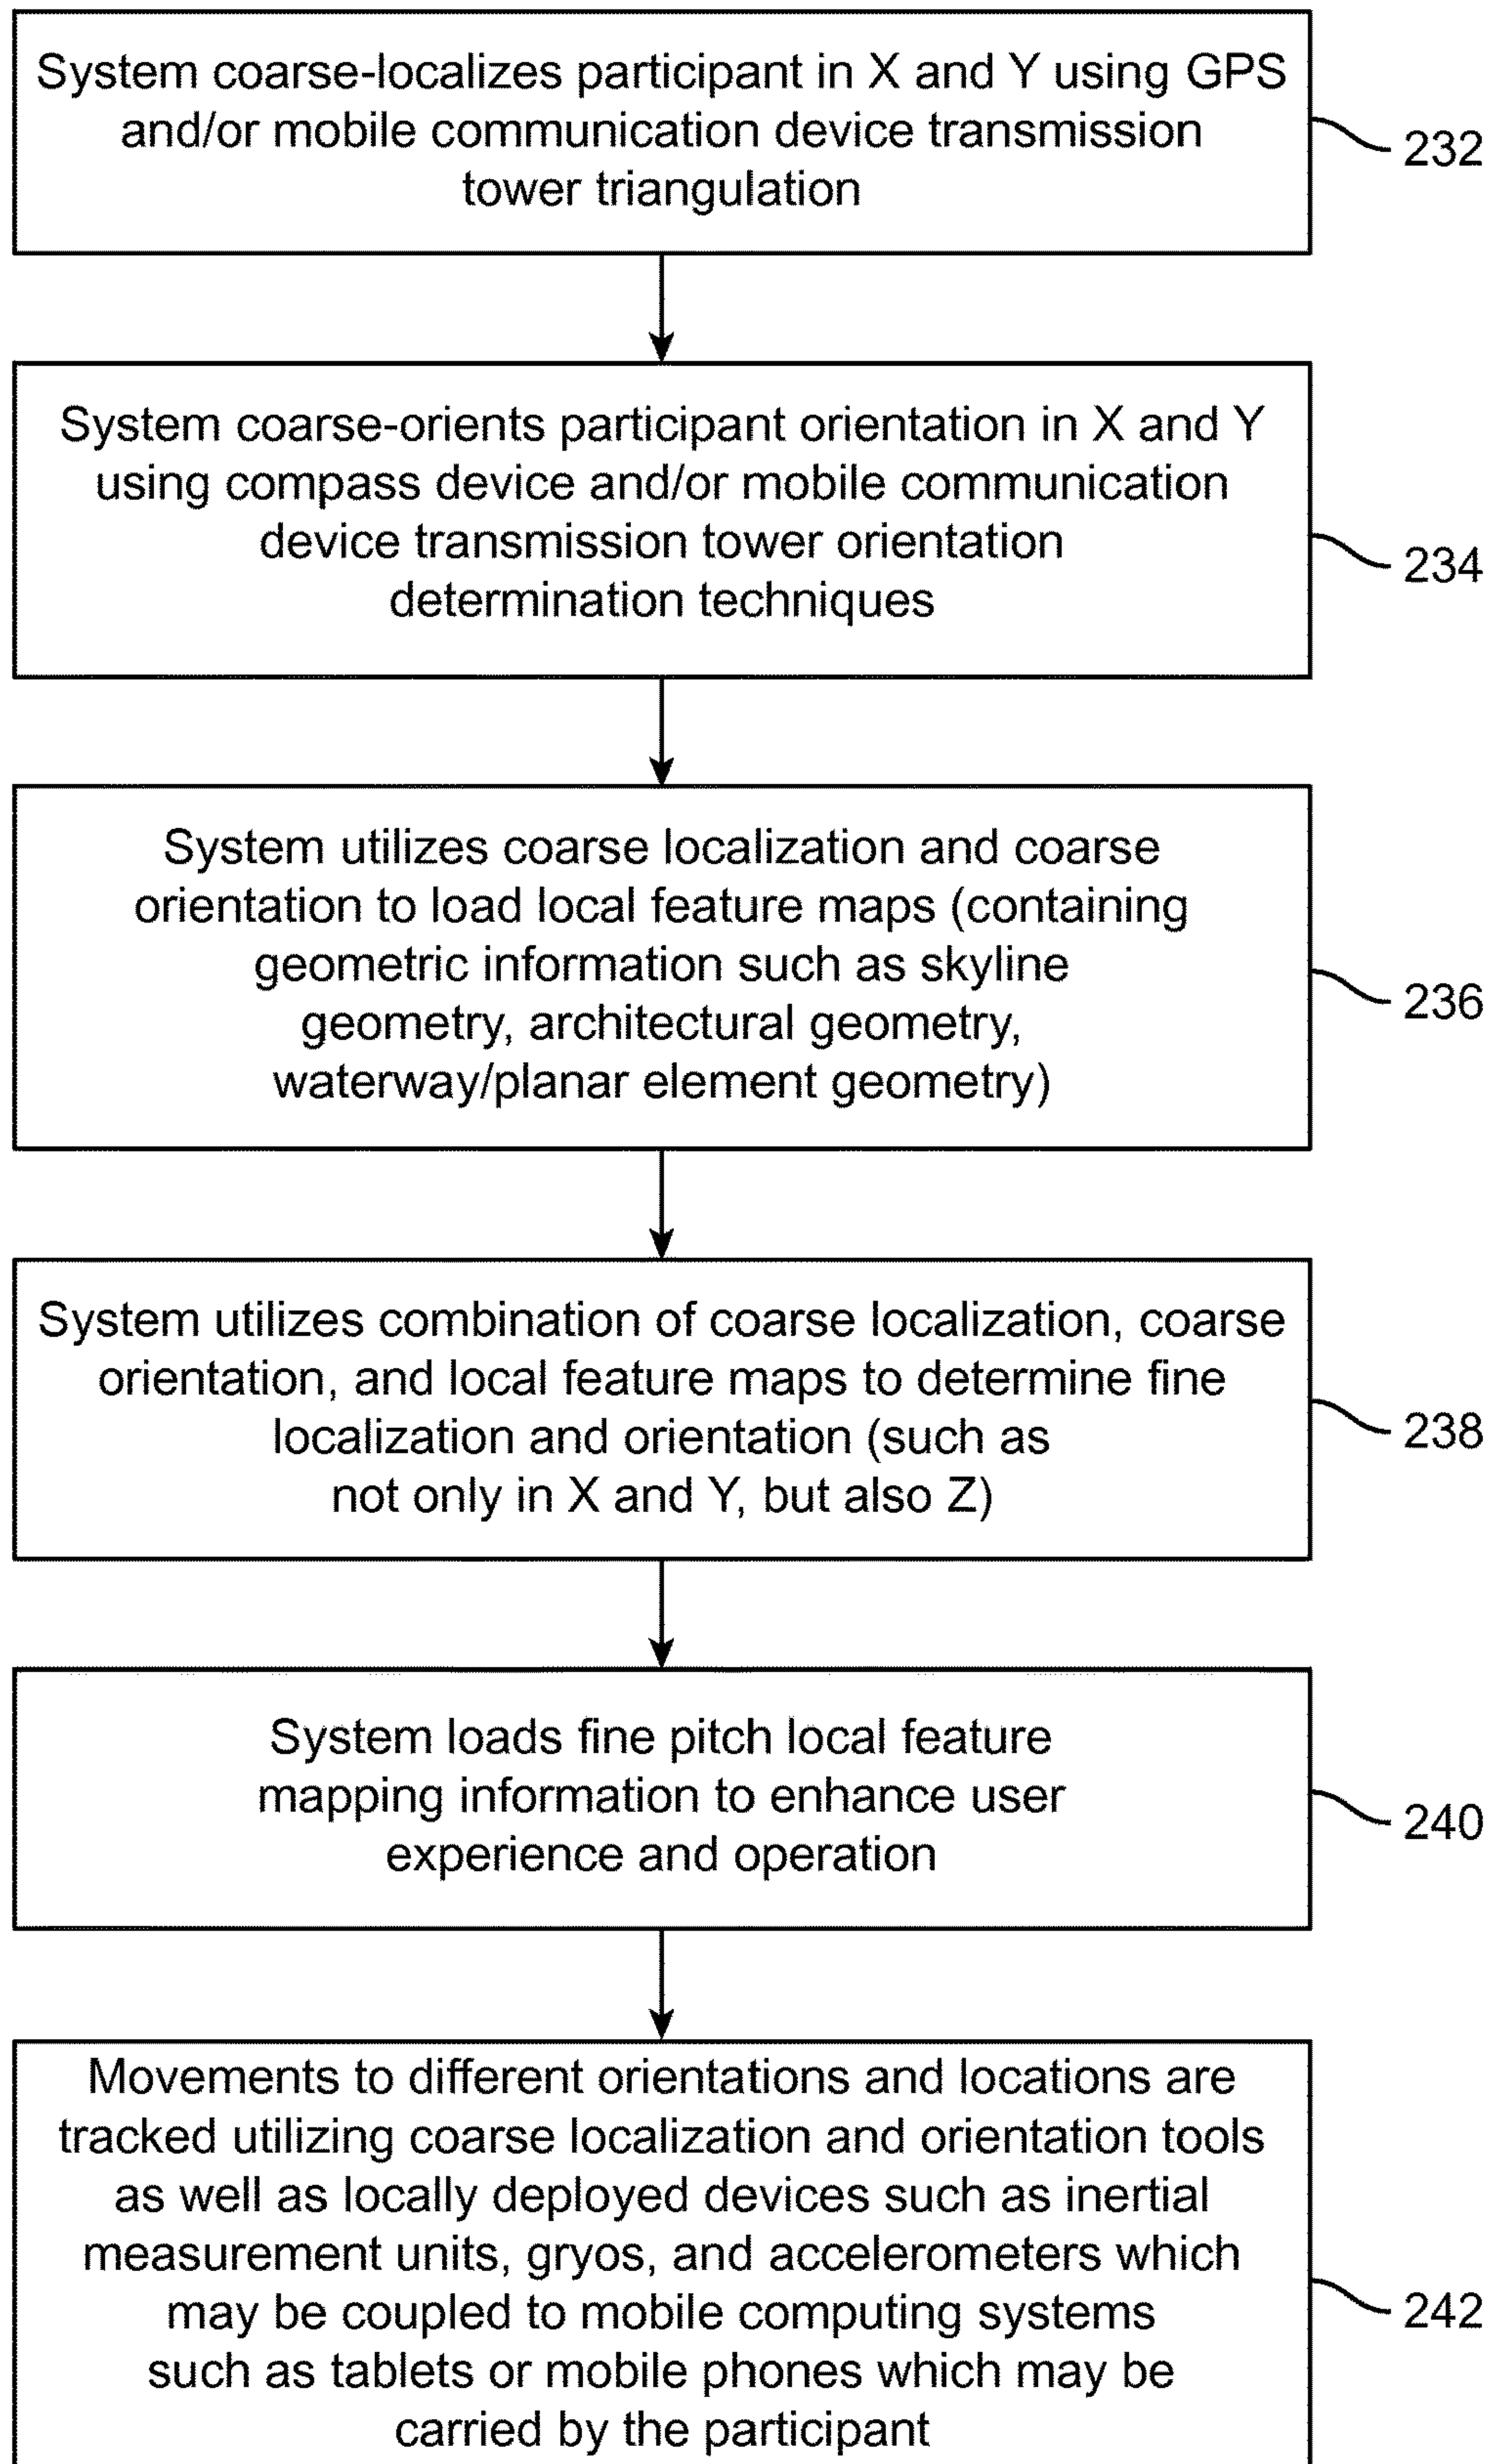 System coarse-localizes participant in X and Y using GPS
and/or mobile communication device transmission
tower triangulation
232
System coarse-orients participant orientation in X and Y
using compass device and/or mobile communication
device transmission tower orientation
determination techniques
234
System utilizes coarse localization and coarse
orientation to load local feature maps (containing
geometric information such as skyline
geometry, architectural geometry,
waterway/planar element geometry)
236
System utilizes combination of coarse localization, coarse
orientation, and local feature maps to determine fine
localization and orientation (such as
not only in X and Y, but also Z)
238
System loads fine pitch local feature
mapping information to enhance user
experience and operation
240
Movements to different orientations and locations are
tracked utilizing coarse localization and orientation tools
as well as locally deployed devices such as inertial
measurement units, gryos, and accelerometers which
may be coupled to mobile computing systems
such as tablets or mobile phones which may be
carried by the participant
242